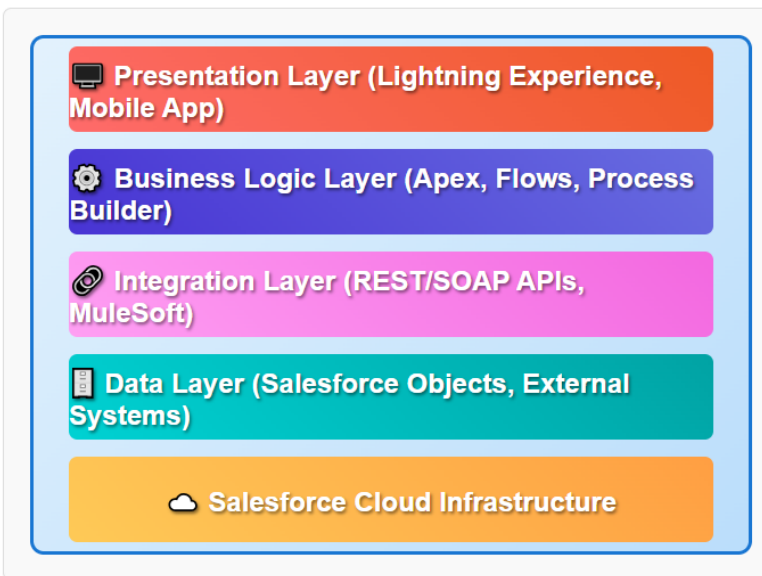 Presentation Layer (Lightning Experience,
Mobile App)
Business Logic Layer (Apex, Flows, Process
Builder)
Integration Layer (REST/SOAP APIs,
MuleSoft)
Data Layer (Salesforce Objects, External
Systems)
Salesforce Cloud Infrastructure